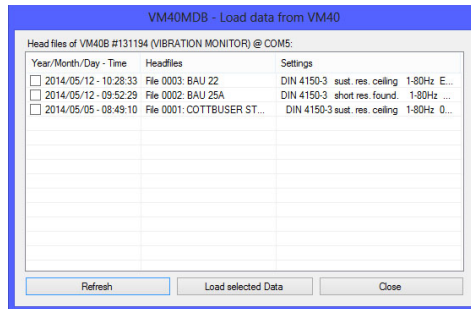 VM40MDB - Load data from VM40
Head files of VM40B #131194 (VIBRATION MONITOR) @ COM5:
Year/Month/Day - Time Headfiles Settings
2014/05/12 - 10:28:33 File 0003: BAU 22 DIN 4150-3 sust. res. ceiling 1-80Hz E...
2014/05/12 - 09:52:29 File 0002: BAU 25A DIN 4150-3 short res. found. 1-80Hz ...
2014/05/05 - 08:49:10 File 0001: COTTBUSER ST... DIN 4150-3 sust. res. ceiling 1-80Hz 0...
Refresh Load selected Data Close